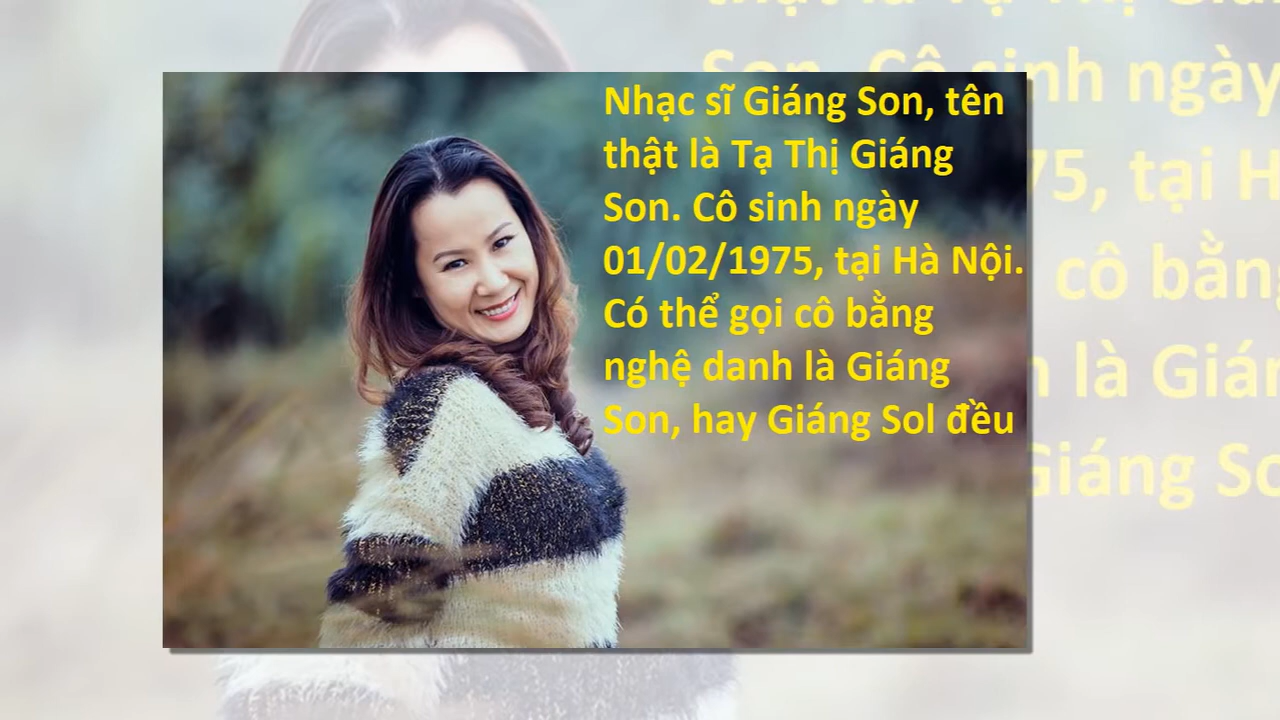 Nhạc sĩ Giáng Son, tên
thật là Tạ Thị Giáng
Son. Cô sinh ngày
01/02/1975, tại Hà Nội.
Có thể gọi cô bằng
nghệ danh là Giáng
Son, hay Giáng Sol đều